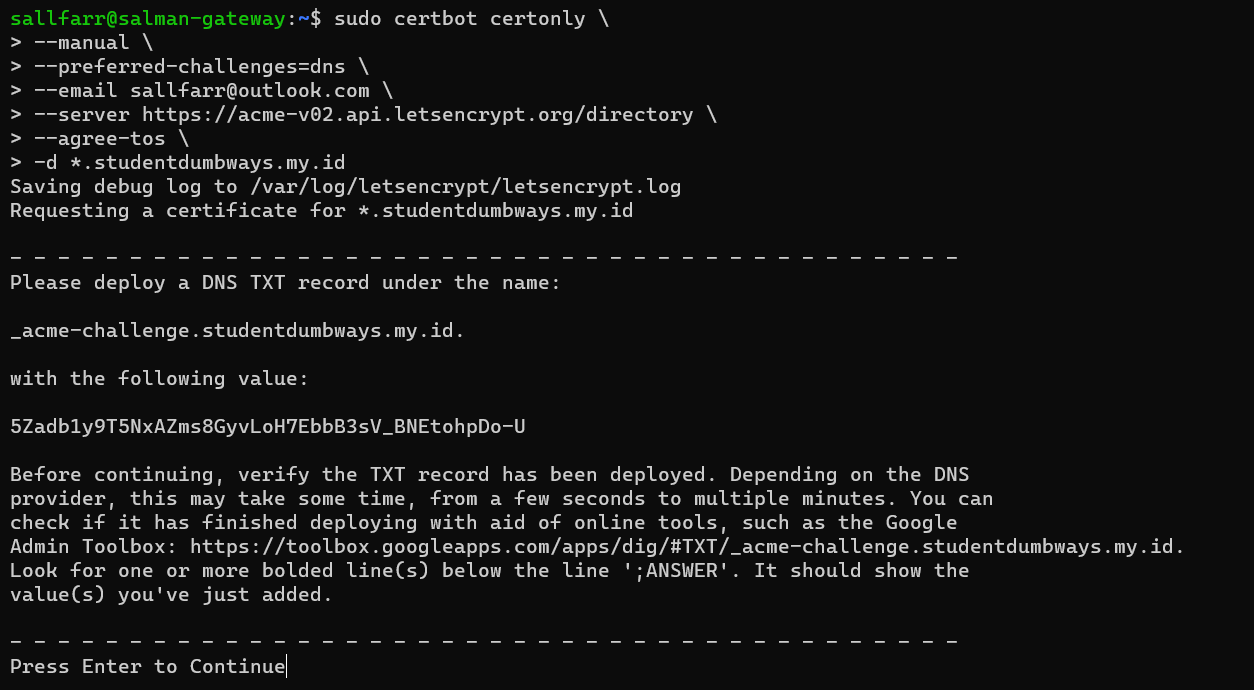 sallfarr@salman-gateway:~$ sudo certbot certonly \
> --manual \
> --preferred-challenges=dns \
> --email sallfarr@outlook.com \
> --server https://acme-v02.api.letsencrypt.org/directory \
> --agree-tos \
> -d *.studentdumbways.my.id
Saving debug log to /var/log/letsencrypt/letsencrypt.log
Requesting a certificate for *.studentdumbways.my.id
- - - - - - - - - - - - - - - - - - - - - - - - - - - - - - - - - - - - - - - -
Please deploy a DNS TXT record under the name:
_acme-challenge.studentdumbways.my.id.
with the following value:
5Zadb1y9T5NxAZms8GyvLoH7EbbB3sV_BNEtohpDo-U
Before continuing, verify the TXT record has been deployed. Depending on the DNS
provider, this may take some time, from a few seconds to multiple minutes. You can
check if it has finished deploying with aid of online tools, such as the Google
Admin Toolbox: https://toolbox.googleapps.com/apps/dig/#TXT/_acme-challenge.studentdumbways.my.id.
Look for one or more bolded line(s) below the line ';ANSWER'. It should show the
value(s) you've just added.
- - - - - - - - - - - - - - - - - - - - - - - - - - - - - - - - - - - - - - - -
Press Enter to Continue